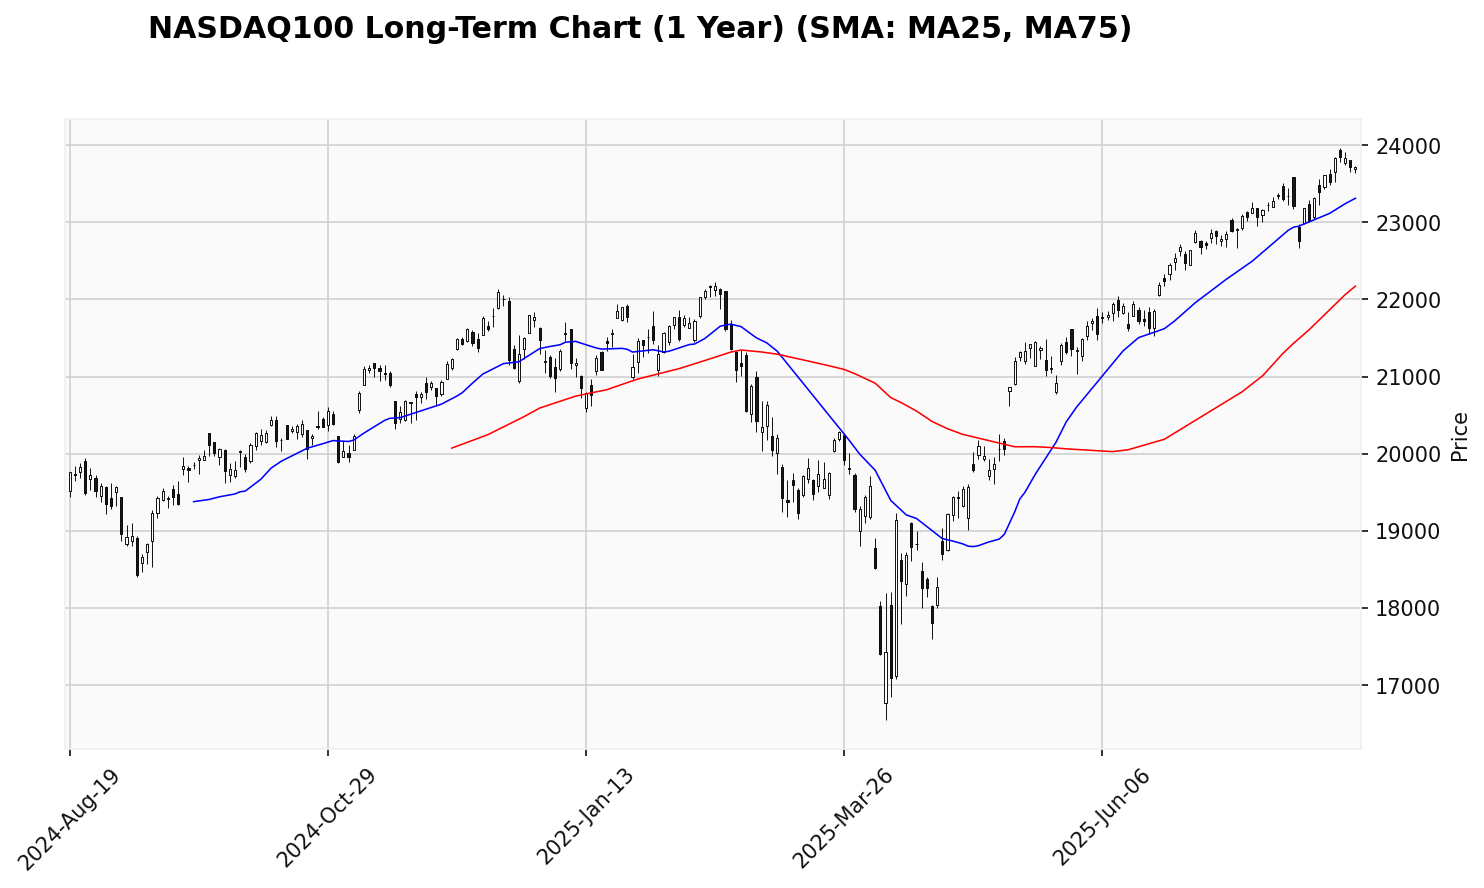 NASDAQ100 Long-Term Chart (1 Year) (SMA: MA25, MA75)
24000
23000
22000
21000
20000
19000
18000
17000
Price
2024-Aug-19
2024-Oct-29
2025-Jan-13
2025-Mar-26
2025-Jun-06